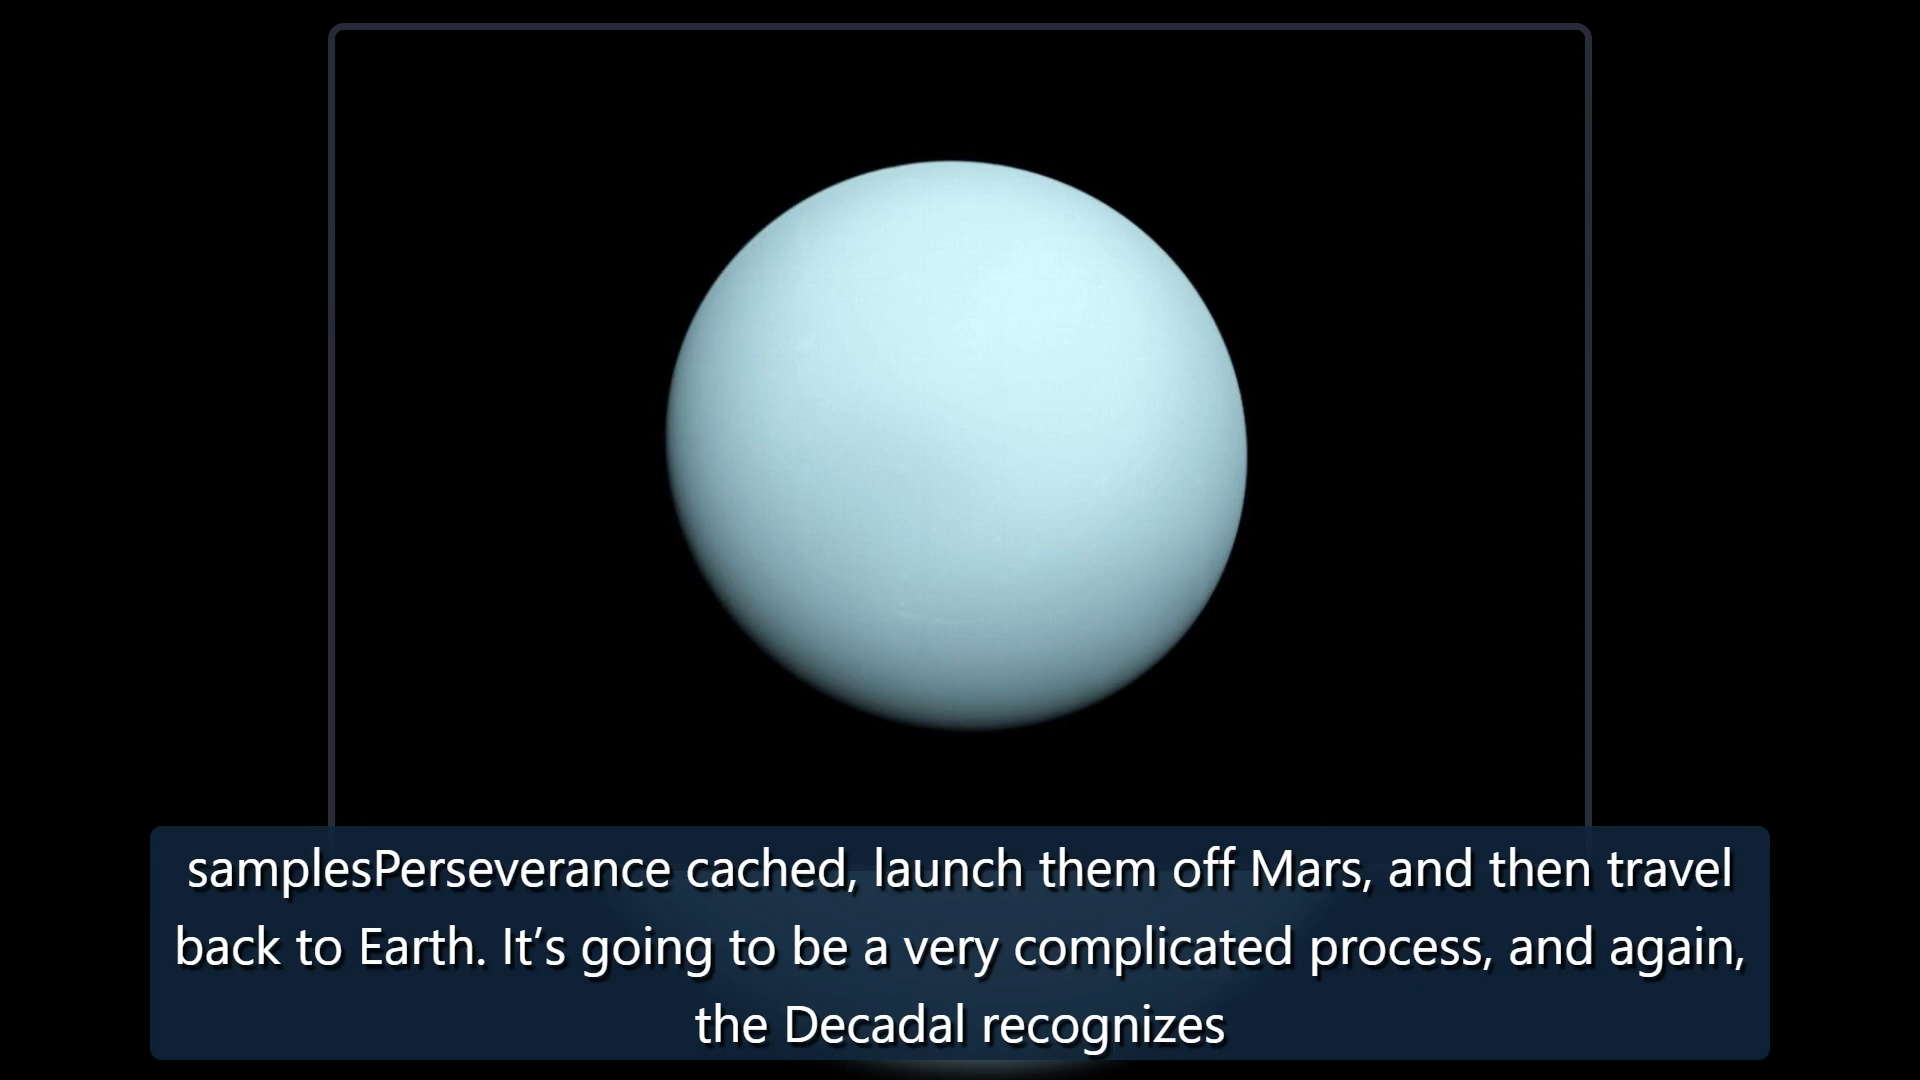 samplesPerseverance cached, launch them off Mars, and then travel
back to Earth. It’s going to be a very complicated process, and again,
the Decadal recognizes